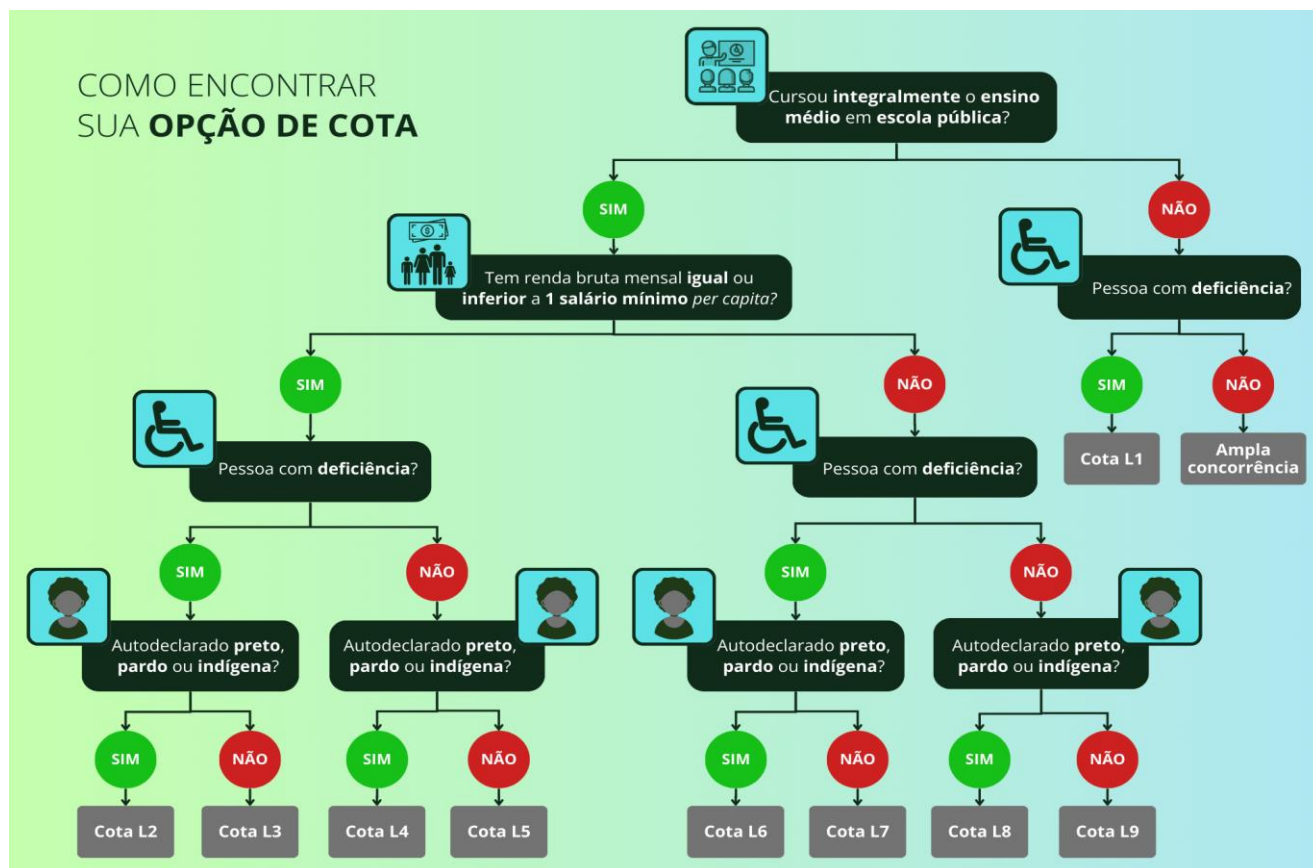 COMO ENCONTRAR
SUA OPÇÃO DE COTA
Cursou integralmente o ensino
médio em escola pública?
SIM
NÃO
Tem renda bruta mensal igual ou
inferior a 1 salário mínimo per capita?
Pessoa com deficiência?
SIM
NÃO
SIM
NÃO
Pessoa com deficiência?
Pessoa com deficiência?
Cota L1
Ampla
concorrência
SIM
NÃO
SIM
NÃO
Autodeclarado preto,
pardo ou indígena?
Autodeclarado preto,
pardo ou indígena?
Autodeclarado preto,
pardo ou indígena?
Autodeclarado preto,
pardo ou indígena?
SIM
NÃO
SIM
NÃO
SIM
NÃO
SIM
NÃO
Cota L2
Cota L3
Cota L4
Cota L5
Cota L6
Cota L7
Cota L8
Cota L9